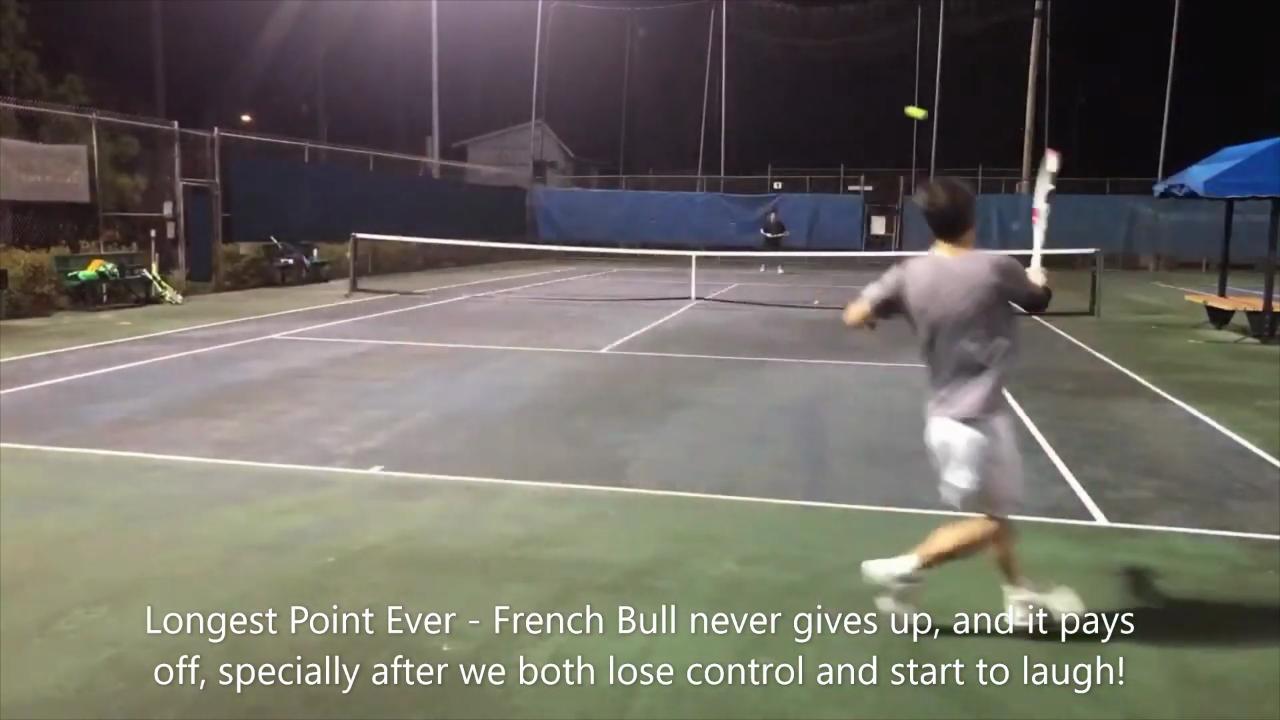 Longest Point Ever - French Bull never gives up, and it pays
off, specially after we both lose control and start to laugh!